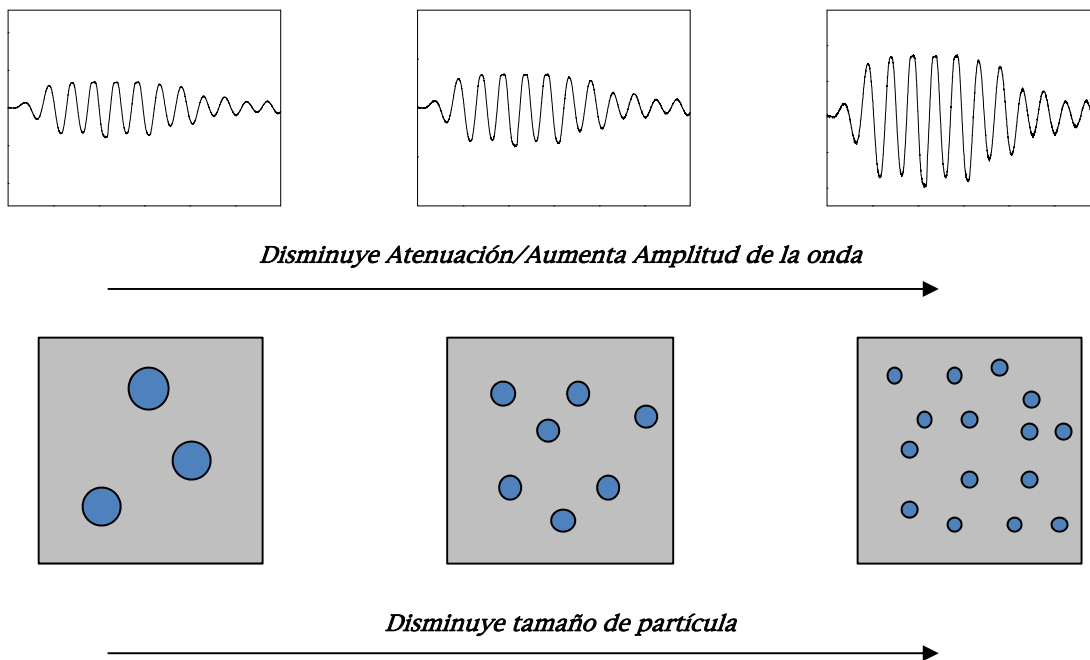 Disminuye Atenuación/Aumenta Amplitud de la onda
Disminuye tamaño de partícula